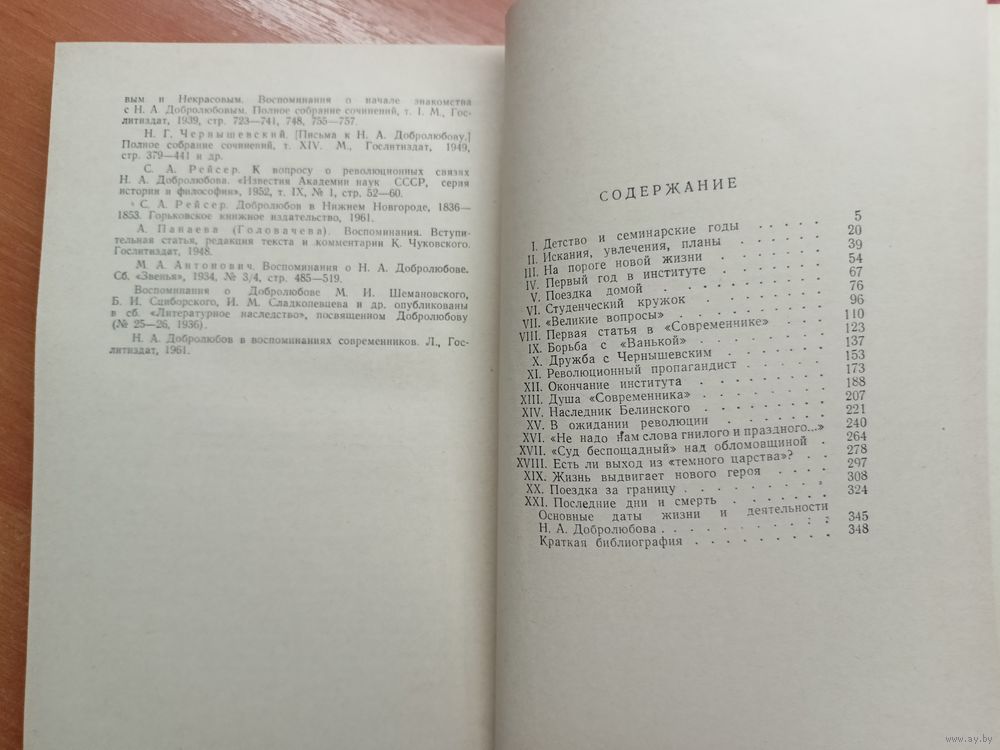 вым и Некрасовым. Воспоминания о начале знакомства
с Н. А. Добролюбовым. Полное собрание сочинений, т. I. М., Гос-
литиздат, 1939, стр. 723—741, 748, 755—757.
Н. Г. Чернышевский. [Письма к Н. А. Добролюбову.]
Полное собрание сочинений, т. XIV. М., Гослитиздат, 1949,
стр. 379—441 и др.
С. А. Рейсер. К вопросу о революционных связях
Н. А. Добролюбова. «Известия Академии наук СССР, серия
истории и философии», 1952, т. IX, № 1, стр. 52—60.
С. А. Рейсер. Добролюбов в Нижнем Новгороде, 1836—
1853. Горьковское книжное издательство, 1961.
А. Панаева (Головачева). Воспоминания. Вступи-
тельная статья, редакция текста и комментарии К. Чуковского.
Гослитиздат, 1948.
М. А. Антонович. Воспоминания о Н. А. Добролюбове.
Сб. «Звенья», 1934, № 3/4, стр. 485—519.
Воспоминания о Добролюбове М. И. Шемановского,
Б. И. Сциборского, И. М. Сладкопевцева и др. опубликованы
в сб. «Литературное наследство», посвященном Добролюбову
(№ 25—26, 1936).
Н. А. Добролюбов в воспоминаниях современников. Л., Гос-
литиздат, 1961.
СОДЕРЖАНИЕ
I. Детство и семинарские годы . . . . 5
II. Искания, увлечения, планы . . . . 20
III. На пороге новой жизни . . . . 39
IV. Первый год в институте . . . . 54
V. Поездка домой . . . . 67
VI. Студенческий кружок . . . . 76
VII. «Великие вопросы» . . . . 96
VIII. Первая статья в «Современнике» . . . . 110
IX. Борьба с «Ванькой» . . . . 123
X. Дружба с Чернышевским . . . . 137
XI. Революционный пропагандист . . . . 153
XII. Окончание института . . . . 173
XIII. Душа «Современника» . . . . 188
XIV. Наследник Белинского . . . . 207
XV. В ожидании революции . . . . 221
XVI. «Не надо нам слова гнилого и праздного...» 240
XVII. «Суд беспощадный» над обломовщиной . 264
XVIII. Есть ли выход из «темного царства»? . . 278
XIX. Жизнь выдвигает нового героя . . . . 297
XX. Поездка за границу . . . . 308
XXI. Последние дни и смерть . . . . 324
Основные даты жизни и деятельности
Н. А. Добролюбова . . . . 345
Краткая библиография . . . . 348
www.ay.by